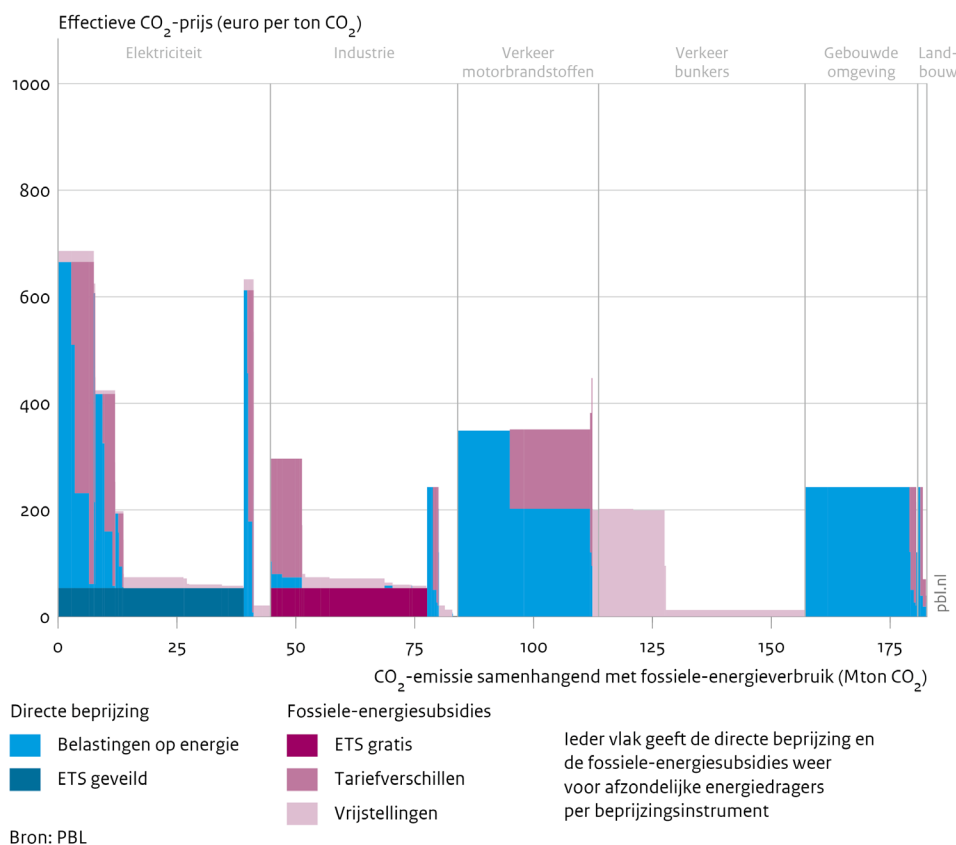 Effectieve CO2-prijs (euro per ton CO2)
Elektriciteit
Industrie
Verkeer
motorbrandstoffen
Verkeer
bunkers
Gebouwde
omgeving
Land-
bouw
1000
800
600
400
200
0
0 25 50 75 100 125 150 175
CO2-emissie samenhangend met fossiele-energieverbruik (Mton CO2)
pbl.nl
Directe beprijzing
Belastingen op energie
ETS geveild
Fossiele-energiesubsidies
ETS gratis
Tariefverschillen
Vrijstellingen
Ieder vlak geeft de directe beprijzing en
de fossiele-energiesubsidies weer
voor afzondelijke energiedragers
per beprijzingsinstrument
Bron: PBL